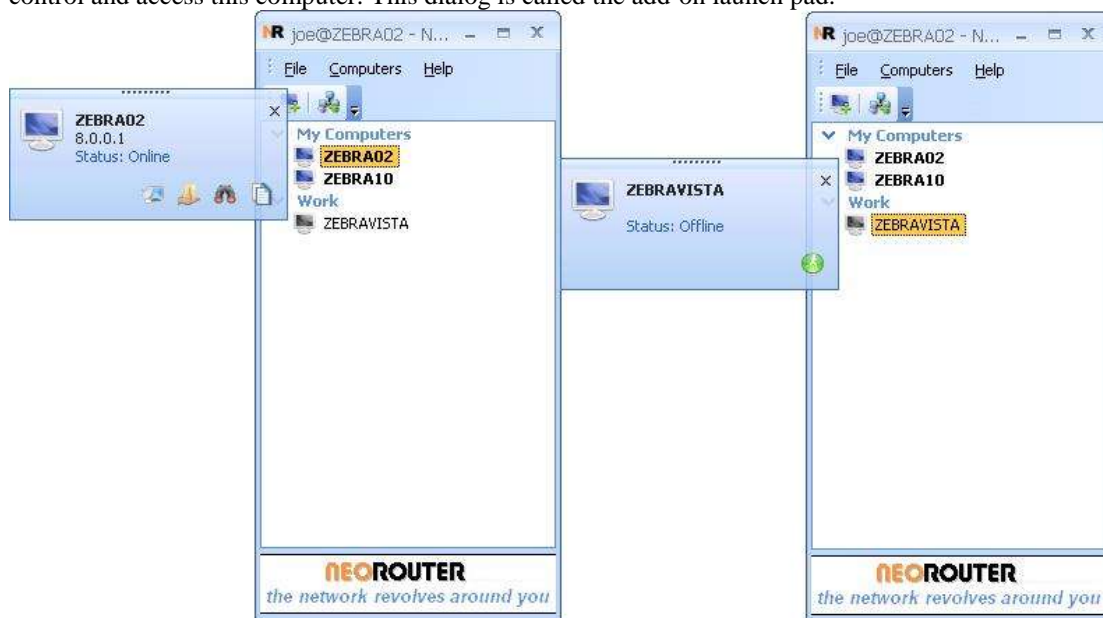 control and access this computer. This dialog is called the add-on launch pad.
NR joe@ZEBRA02 - N...
File Computers Help
ZEBRA02
8.0.0.1
Status: Online
My Computers
ZEBRA02
ZEBRA10
Work
ZEBRAVISTA
NEOROUTER
the network revolves around you
NR joe@ZEBRA02 - N...
File Computers Help
ZEBRAVISTA
Status: Offline
My Computers
ZEBRA02
ZEBRA10
Work
ZEBRAVISTA
NEOROUTER
the network revolves around you